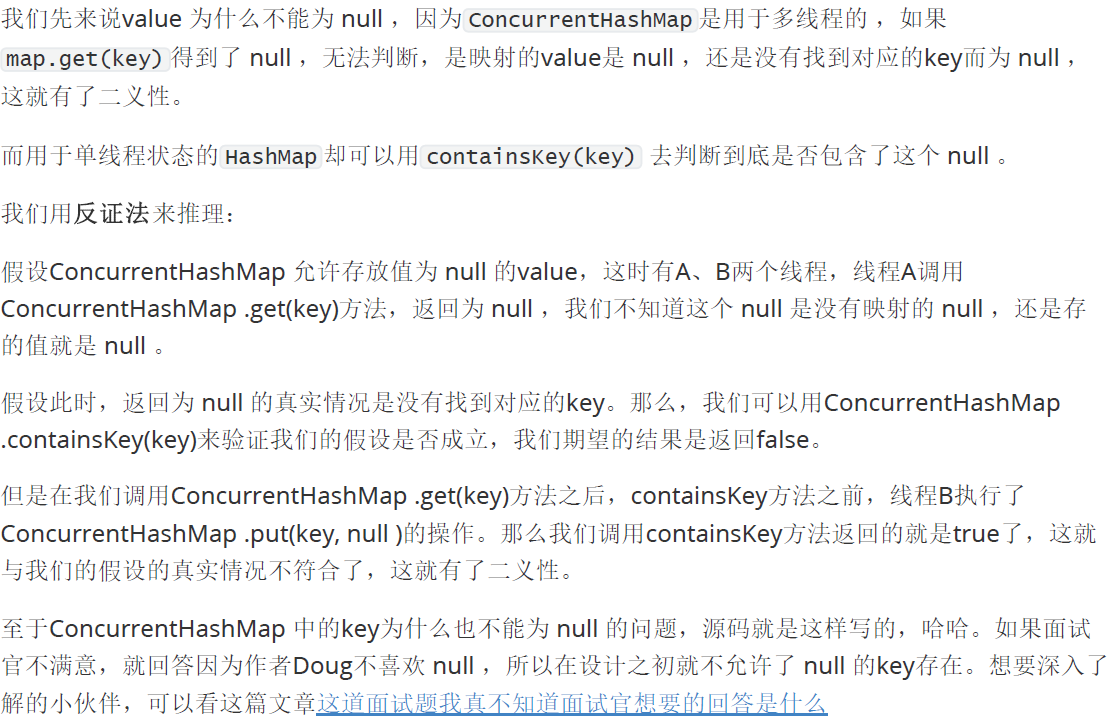 我们先来说value 为什么不能为 null ，因为ConcurrentHashMap是用于多线程的 ，如果
map.get(key)得到了 null ，无法判断，是映射的value是 null ，还是没有找到对应的key而为 null ，
这就有了二义性。
而用于单线程状态的HashMap却可以用containsKey(key) 去判断到底是否包含了这个 null 。
我们用反证法来推理：
假设ConcurrentHashMap 允许存放值为 null 的value，这时有A、B两个线程，线程A调用
ConcurrentHashMap .get(key)方法，返回为 null ，我们不知道这个 null 是没有映射的 null ，还是存
的值就是 null 。
假设此时，返回为 null 的真实情况是没有找到对应的key。那么，我们可以用ConcurrentHashMap
.containsKey(key)来验证我们的假设是否成立，我们期望的结果是返回false。
但是在我们调用ConcurrentHashMap .get(key)方法之后，containsKey方法之前，线程B执行了
ConcurrentHashMap .put(key, null )的操作。那么我们调用containsKey方法返回的就是true了，这就
与我们的假设的真实情况不符合了，这就有了二义性。
至于ConcurrentHashMap 中的key为什么也不能为 null 的问题，源码就是这样写的，哈哈。如果面试
官不满意，就回答因为作者Doug不喜欢 null ，所以在设计之初就不允许了 null 的key存在。想要深入了
解的小伙伴，可以看这篇文章这道面试题我真不知道面试官想要的回答是什么